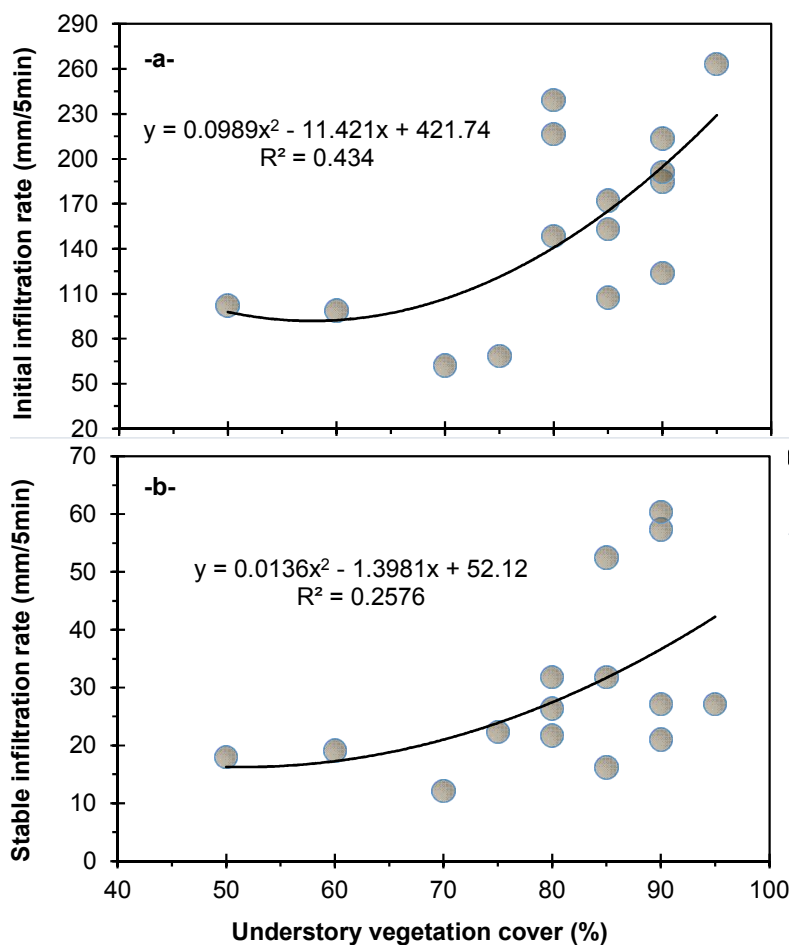 Initial infiltration rate (mm/5min)
290
260
230
200
170
140
110
80
50
20
-a-
y = 0.0989x² - 11.421x + 421.74
R² = 0.434
Stable infiltration rate (mm/5min)
70
60
50
40
30
20
10
0
-b-
y = 0.0136x² - 1.3981x + 52.12
R² = 0.2576
40 50 60 70 80 90 100
Understory vegetation cover (%)